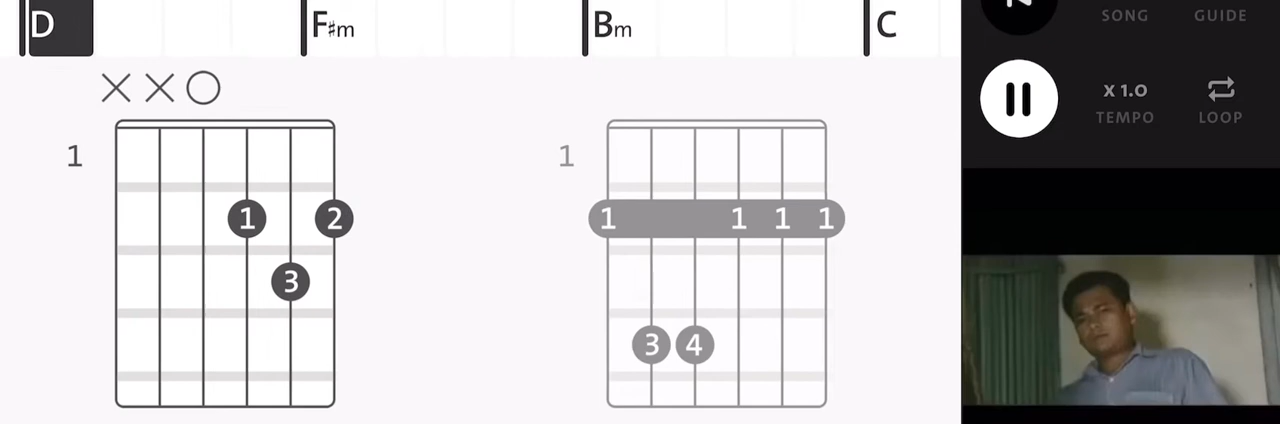 D F#m Bm C
SONG GUIDE
x 1.0
TEMPO LOOP
1 1
1 2 1 1 1 1
3
3 4